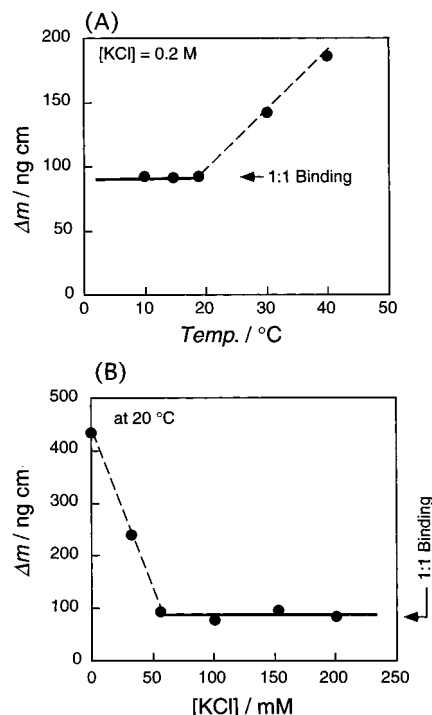 (A)
[KCl] = 0.2 M
200
150
100
50
0
Δm / ng cm
1:1 Binding
0 10 20 30 40 50
Temp. / °C
(B)
at 20 °C
500
400
300
200
100
0
Δm / ng cm
1:1 Binding
0 50 100 150 200 250
[KCl] / mM